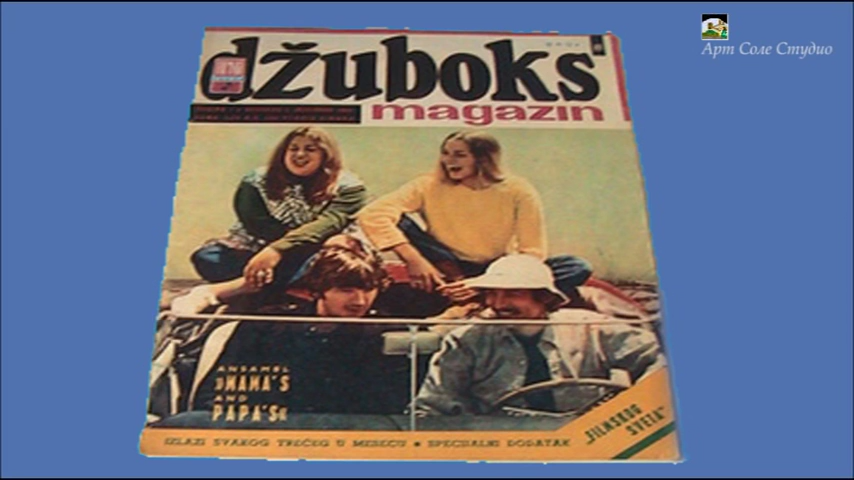 Арт Соле Студио
džuboks
magazin
ANSAMBL
»MAMA'S
AND
PAPA'S«
IZLAZI SVAKOG TREĆEG U MESECU • SPECIJALNI DODATAK
„FILMSKOG
SVETA"